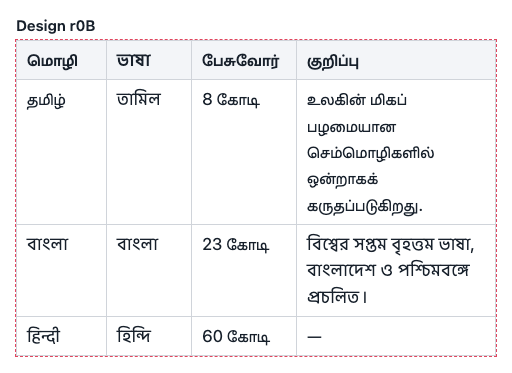 Design r0B
மொழி ভাষা பேசுவோர் குறிப்பு
தமிழ் তামিল 8 கோடி உலகின் மிகப்
பழமையான
செம்மொழிகளில்
ஒன்றாகக்
கருதப்படுகிறது.
বাংলা বাংলা 23 கோடி বিশ্বের সপ্তম বৃহত্তম ভাষা,
বাংলাদেশ ও পশ্চিমবঙ্গে
প্রচলিত।
हिन्दी হিন্দি 60 கோடி —